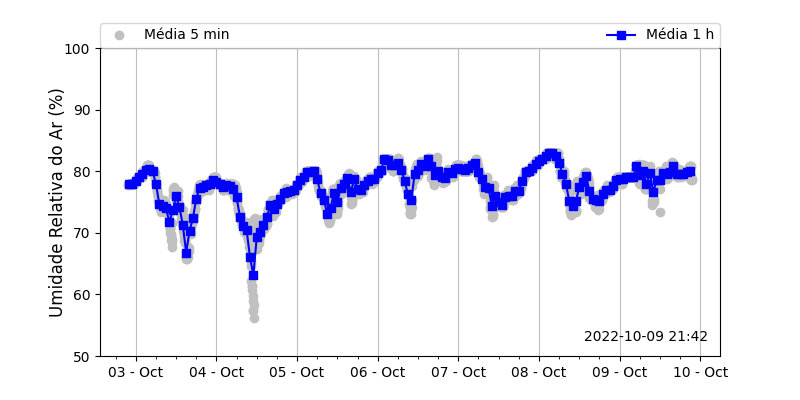 Média 5 min
Média 1 h
Umidade Relativa do Ar (%)
100
90
80
70
60
50
2022-10-09 21:42
03 - Oct
04 - Oct
05 - Oct
06 - Oct
07 - Oct
08 - Oct
09 - Oct
10 - Oct